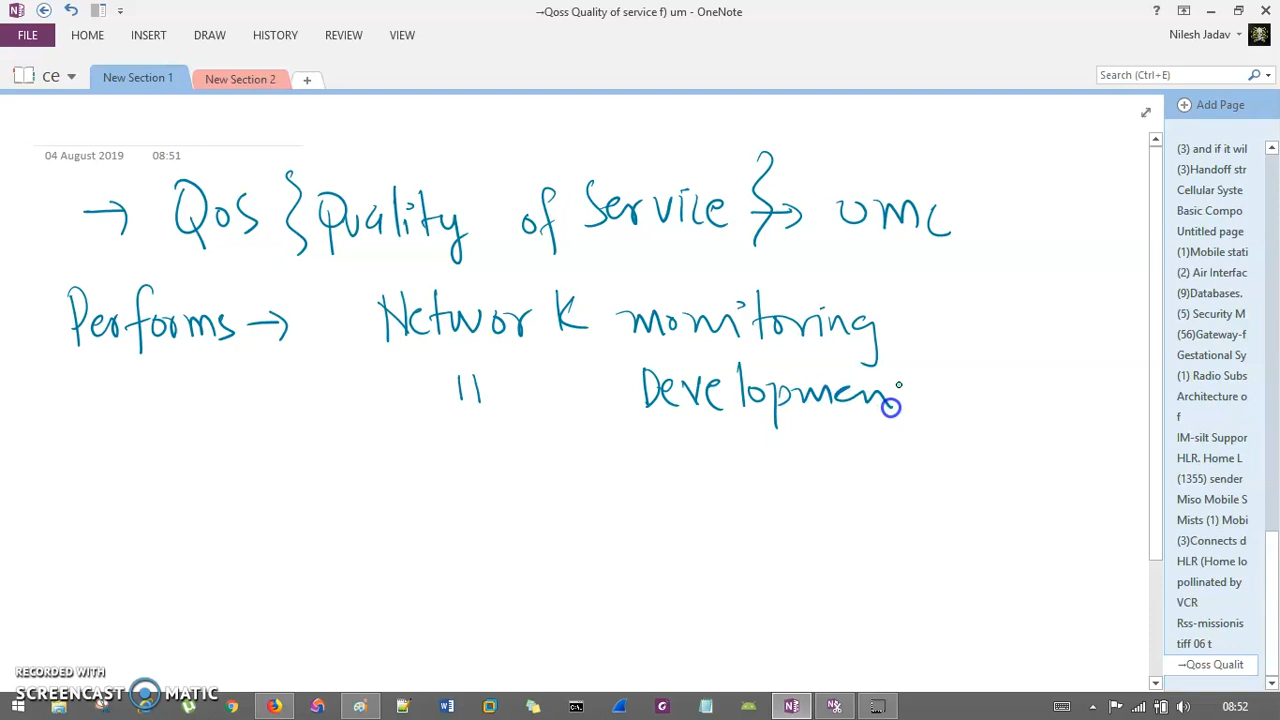 →Qoss Quality of service f) um - OneNote
Nilesh Jadav
FILE HOME INSERT DRAW HISTORY REVIEW VIEW
ce New Section 1 New Section 2 +
Search (Ctrl+E)
04 August 2019 08:51
→ QoS {Quality of Service} → OMC
Performs → Network monitoring
" Developmen
Add Page
(3) and if it wil
(3)Handoff str
Cellular Syste
Basic Compo
Untitled page
(1)Mobile stati
(2) Air Interfac
(9)Databases.
(5) Security M
(56)Gateway-f
Gestational Sy
(1) Radio Subs
Architecture o
f
IM-silt Suppor
HLR. Home L
(1355) sender
Miso Mobile S
Mists (1) Mobi
(3)Connects d
HLR (Home lo
pollinated by
VCR
Rss-missionis
tiff 06 t
→Qoss Qualit
RECORDED WITH
SCREENCAST MATIC
08:52